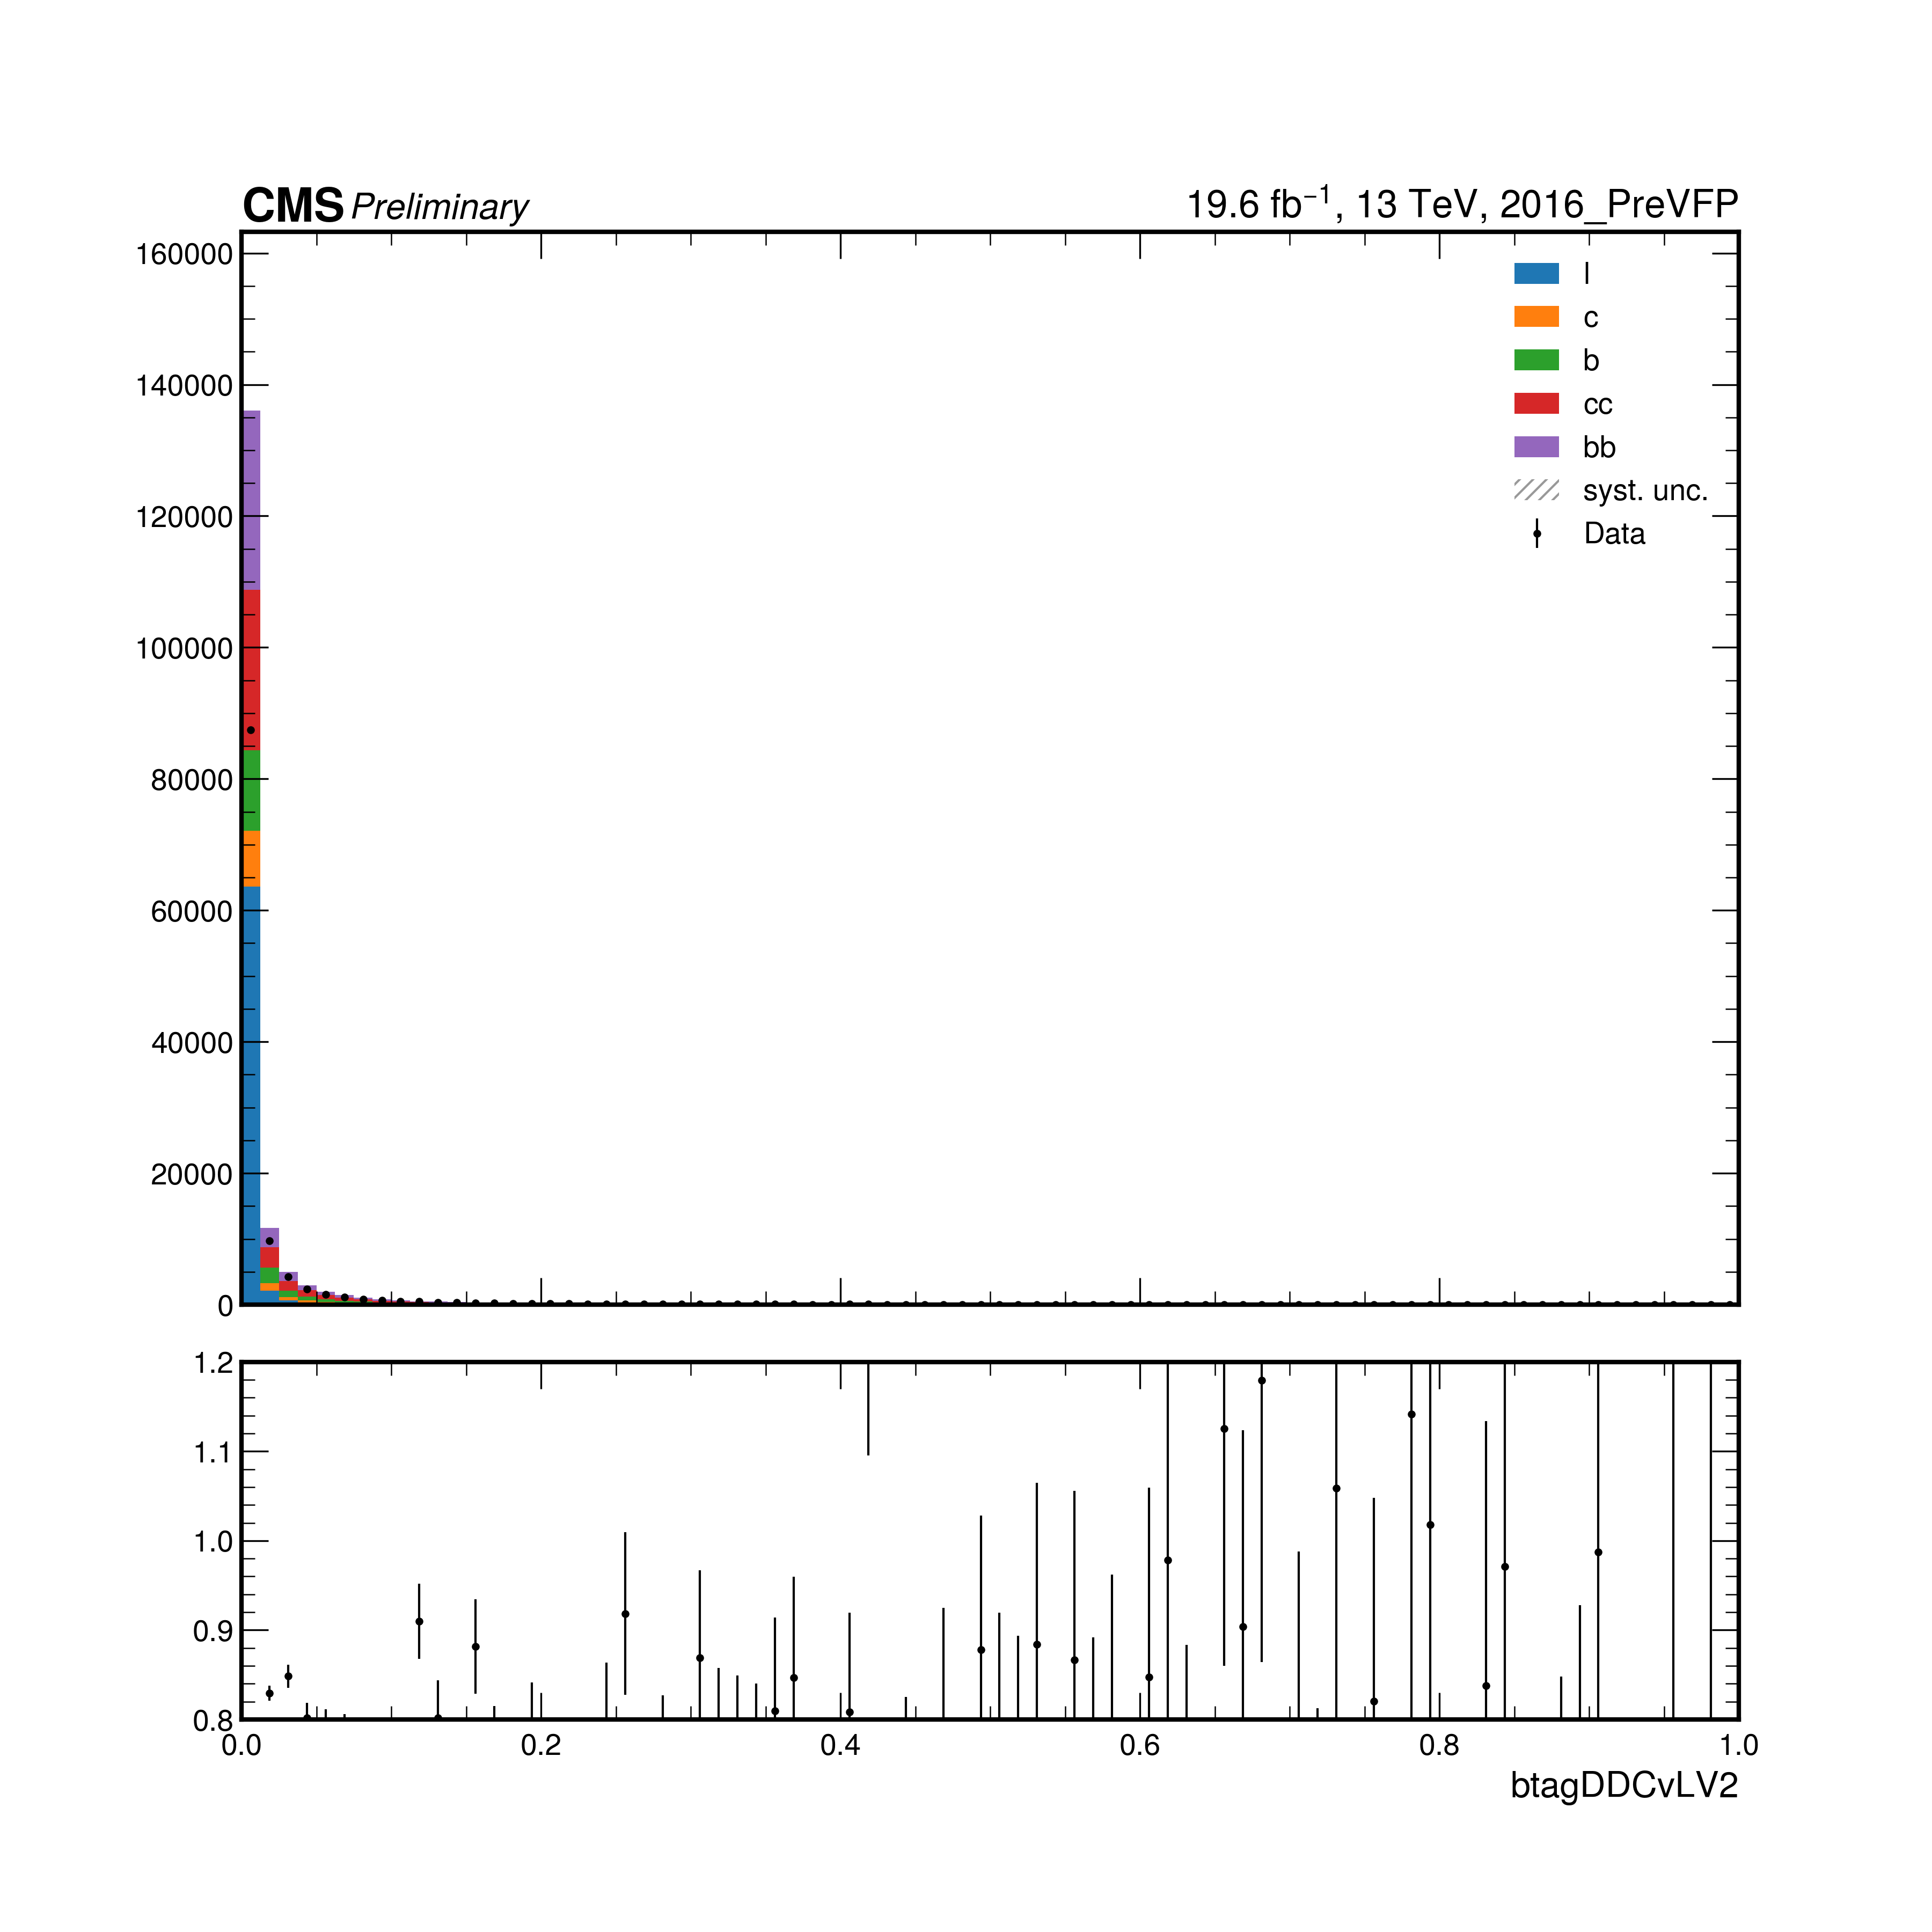 CMS Preliminary
19.6 fb⁻¹, 13 TeV, 2016_PreVFP
160000
140000
120000
100000
80000
60000
40000
20000
0
l
c
b
cc
bb
syst. unc.
Data
1.2
1.1
1.0
0.9
0.8
0.0 0.2 0.4 0.6 0.8 1.0
btagDDCvLV2